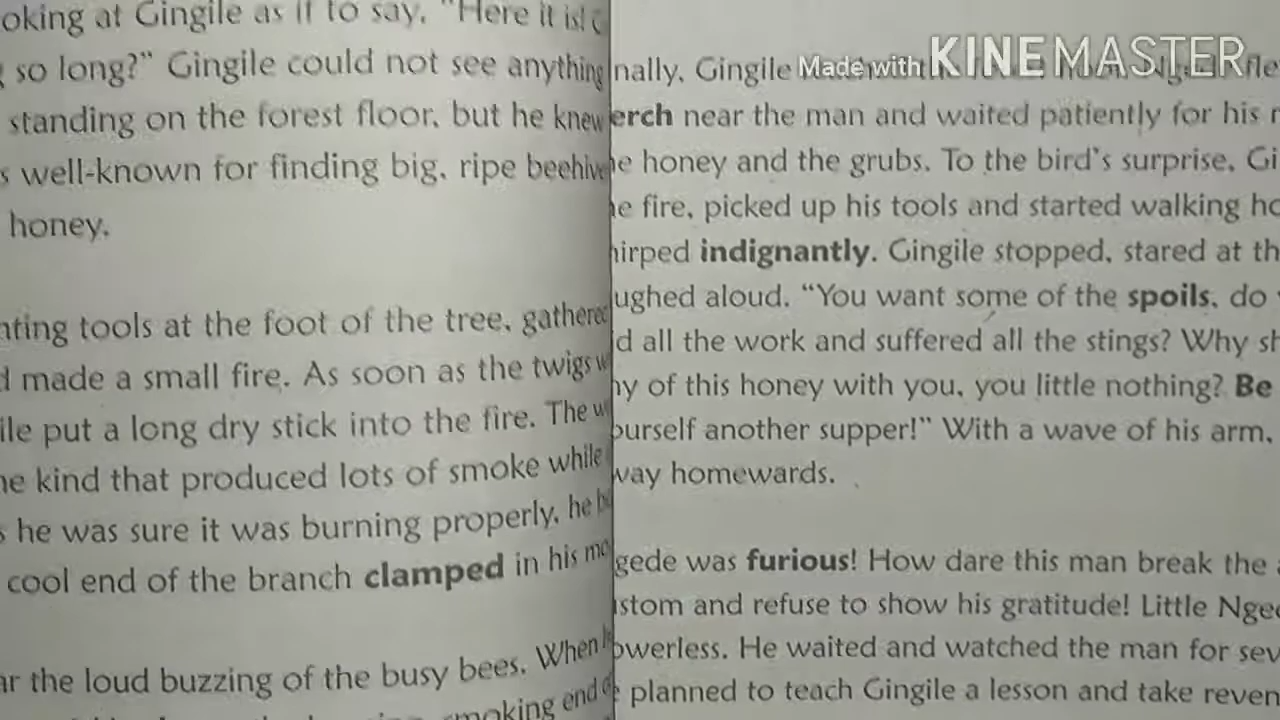 oking at Gingile as if to say, "Here it is!
so long?" Gingile could not see anything
standing on the forest floor, but he knew
s well-known for finding big, ripe beehive
honey.
nting tools at the foot of the tree, gathered
d made a small fire. As soon as the twigs w
ile put a long dry stick into the fire. The w
he kind that produced lots of smoke while
s he was sure it was burning properly, he
cool end of the branch clamped in his mo
ar the loud buzzing of the busy bees. When
smoking end
Made with KINEMASTER
nally, Gingile
erch near the man and waited patiently for his r
he honey and the grubs. To the bird's surprise, Gi
he fire, picked up his tools and started walking ho
hirped indignantly. Gingile stopped, stared at th
ughed aloud. "You want some of the spoils, do
d all the work and suffered all the stings? Why sh
ny of this honey with you, you little nothing? Be
ourself another supper!" With a wave of his arm,
way homewards.
gede was furious! How dare this man break the
ustom and refuse to show his gratitude! Little Nge
owerless. He waited and watched the man for sev
planned to teach Gingile a lesson and take reven